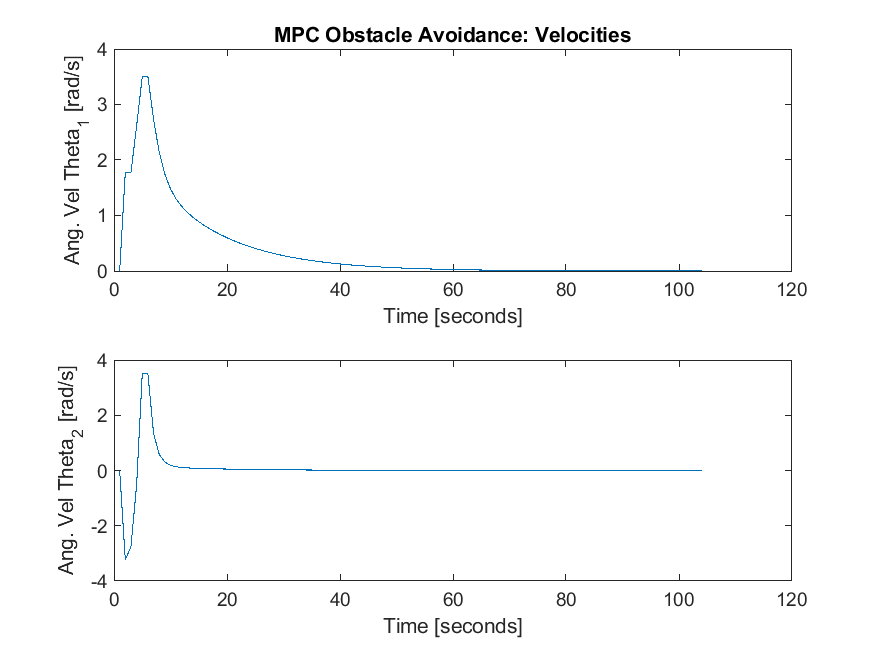 MPC Obstacle Avoidance: Velocities
Ang. Vel Theta_1 [rad/s]
4
3
2
1
0
0 20 40 60 80 100 120
Time [seconds]
Ang. Vel Theta_2 [rad/s]
4
2
0
-2
-4
0 20 40 60 80 100 120
Time [seconds]